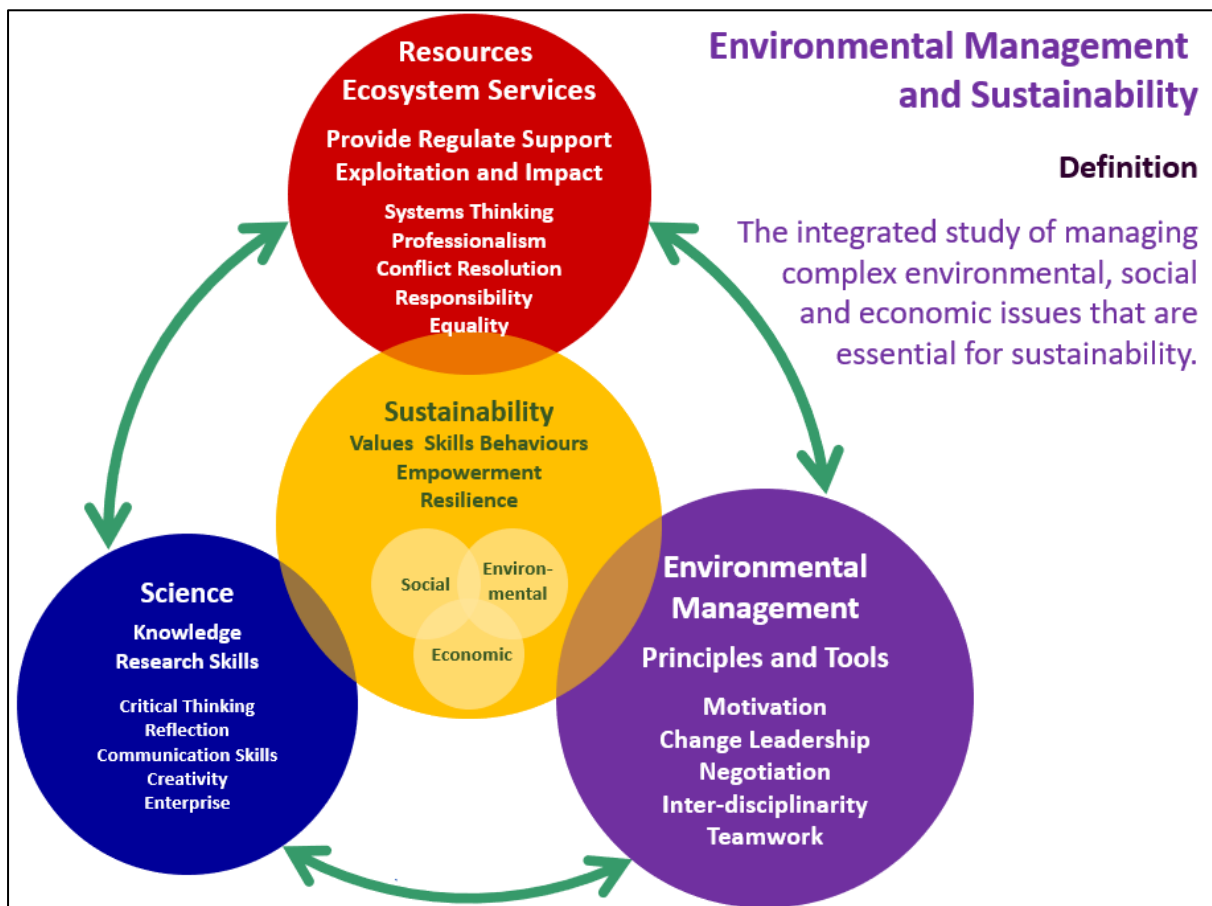 Environmental Management
and Sustainability
Definition
The integrated study of managing
complex environmental, social
and economic issues that are
essential for sustainability.
Resources
Ecosystem Services
Provide Regulate Support
Exploitation and Impact
Systems Thinking
Professionalism
Conflict Resolution
Responsibility
Equality
Sustainability
Values Skills Behaviours
Empowerment
Resilience
Social
Environ-
mental
Economic
Science
Knowledge
Research Skills
Critical Thinking
Reflection
Communication Skills
Creativity
Enterprise
Environmental
Management
Principles and Tools
Motivation
Change Leadership
Negotiation
Inter-disciplinarity
Teamwork